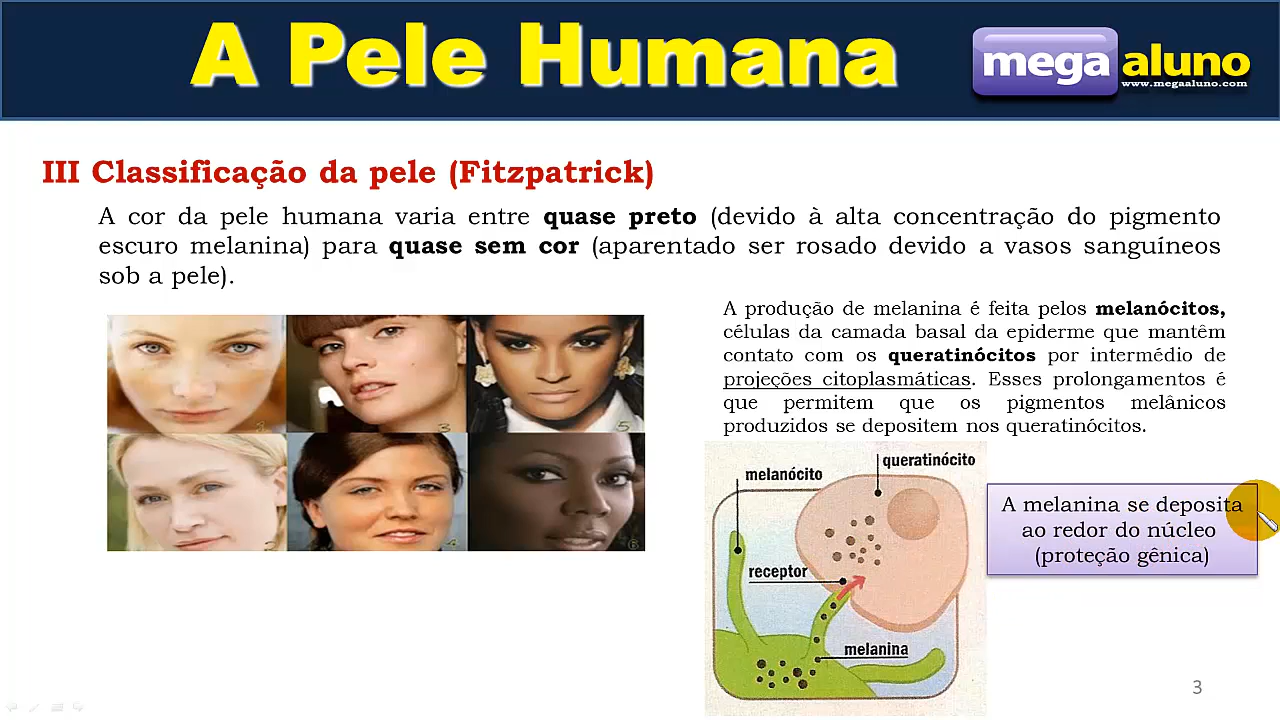 A Pele Humana
mega aluno
www.megaaluno.com
III Classificação da pele (Fitzpatrick)
A cor da pele humana varia entre quase preto (devido à alta concentração do pigmento
escuro melanina) para quase sem cor (aparentado ser rosado devido a vasos sanguíneos
sob a pele).
A produção de melanina é feita pelos melanócitos,
células da camada basal da epiderme que mantêm
contato com os queratinócitos por intermédio de
projeções citoplasmáticas. Esses prolongamentos é
que permitem que os pigmentos melânicos
produzidos se depositem nos queratinócitos.
3
5
4
6
queratinócito
melanócito
receptor
melanina
A melanina se deposita
ao redor do núcleo
(proteção gênica)
3